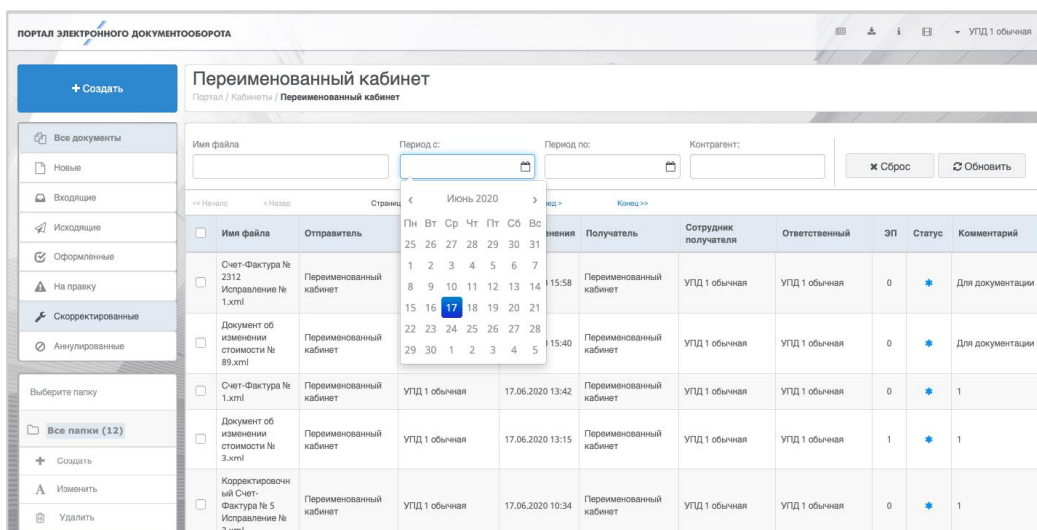 ПОРТАЛ ЭЛЕКТРОННОГО ДОКУМЕНТООБОРОТА
УПД 1 обычная
+ Создать
Переименованный кабинет
Портал / Кабинеты / Переименованный кабинет
Все документы
Новые
Входящие
Исходящие
Оформленные
На правку
Скорректированные
Аннулированные
Выберите папку
Все папки (12)
Создать
Изменить
Удалить
Имя файла
Период с:
Период по:
Контрагент:
Сброс
Обновить
<< Начало
< Назад
Конец >>
Июнь 2020
Пн Вт Ср Чт Пт Сб Вс
25 26 27 28 29 30 31
1 2 3 4 5 6 7
8 9 10 11 12 13 14
15 16 17 18 19 20 21
22 23 24 25 26 27 28
29 30 1 2 3 4 5
Имя файла Отправитель Получатель Сотрудник получателя Ответственный ЭП Статус Комментарий
Счет-Фактура №
2312
Исправление №
1.xml
Переименованный
кабинет
15:58
Переименованный
кабинет
УПД 1 обычная
УПД 1 обычная
0
Для документации
Документ об
изменении
стоимости №
89.xml
Переименованный
кабинет
15:40
Переименованный
кабинет
УПД 1 обычная
УПД 1 обычная
0
Для документации
Счет-Фактура №
1.xml
Переименованный
кабинет
УПД 1 обычная
17.06.2020 13:42
Переименованный
кабинет
УПД 1 обычная
УПД 1 обычная
0
1
Документ об
изменении
стоимости №
3.xml
Переименованный
кабинет
УПД 1 обычная
17.06.2020 13:15
Переименованный
кабинет
УПД 1 обычная
УПД 1 обычная
1
1
Корректировочн
ый Счет-
Фактура № 5
Исправление №
Переименованный
кабинет
УПД 1 обычная
17.06.2020 10:34
Переименованный
кабинет
УПД 1 обычная
УПД 1 обычная
0
1